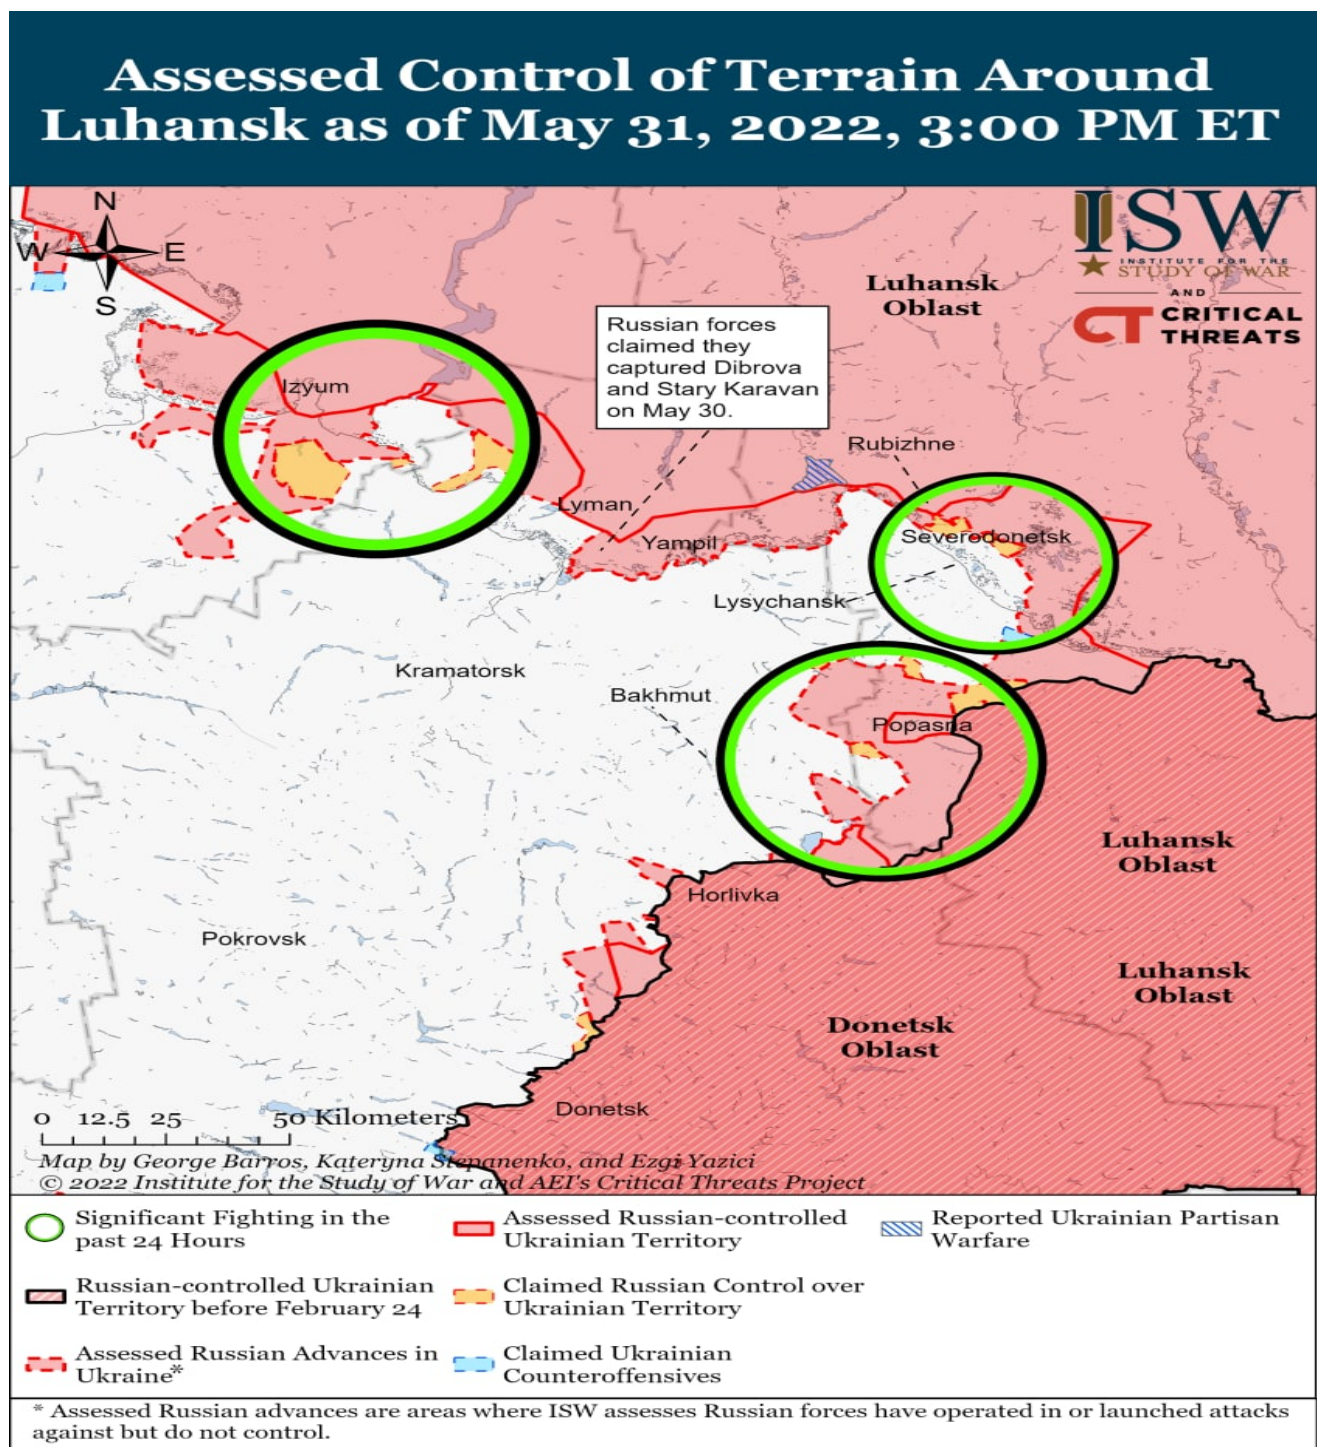 Assessed Control of Terrain Around
Luhansk as of May 31, 2022, 3:00 PM ET
N
W
E
S
ISW
INSTITUTE FOR THE
STUDY OF WAR
AND
CT CRITICAL
THREATS
Luhansk
Oblast
Russian forces
claimed they
captured Dibrova
and Stary Karavan
on May 30.
Izyum
Rubizhne
Lyman
Yampil
Severodonetsk
Lysychansk
Kramatorsk
Bakhmut
Popasna
Luhansk
Oblast
Horlivka
Pokrovsk
Luhansk
Oblast
Donetsk
Oblast
Donetsk
0 12.5 25 50 Kilometers
Map by George Barros, Kateryna Stepanenko, and Ezgi Yazici
© 2022 Institute for the Study of War and AEI's Critical Threats Project
Significant Fighting in the
past 24 Hours
Russian-controlled Ukrainian
Territory before February 24
Assessed Russian Advances in
Ukraine*
Assessed Russian-controlled
Ukrainian Territory
Claimed Russian Control over
Ukrainian Territory
Claimed Ukrainian
Counteroffensives
Reported Ukrainian Partisan
Warfare
* Assessed Russian advances are areas where ISW assesses Russian forces have operated in or launched attacks
against but do not control.